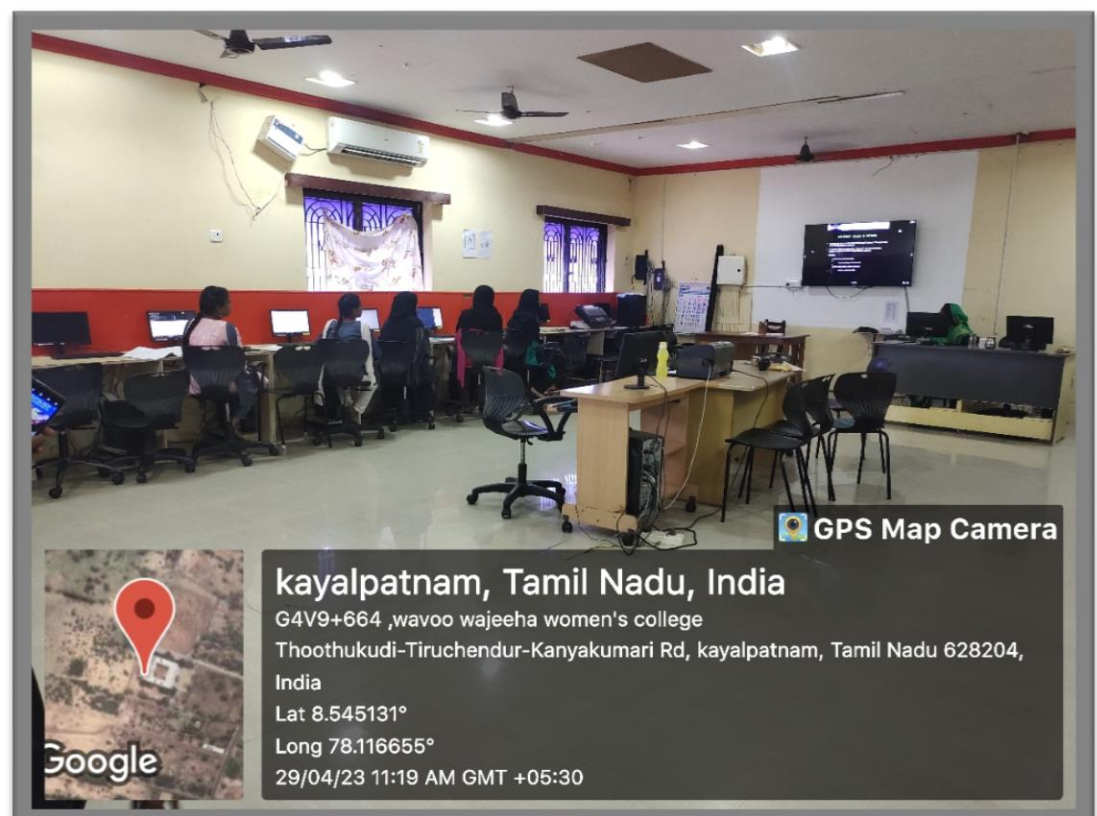 GPS Map Camera
kayalpatnam, Tamil Nadu, India
G4V9+664 ,wavoo wajeeha women's college
Thoothukudi-Tiruchendur-Kanyakumari Rd, kayalpatnam, Tamil Nadu 628204,
India
Lat 8.545131°
Long 78.116655°
29/04/23 11:19 AM GMT +05:30
Google